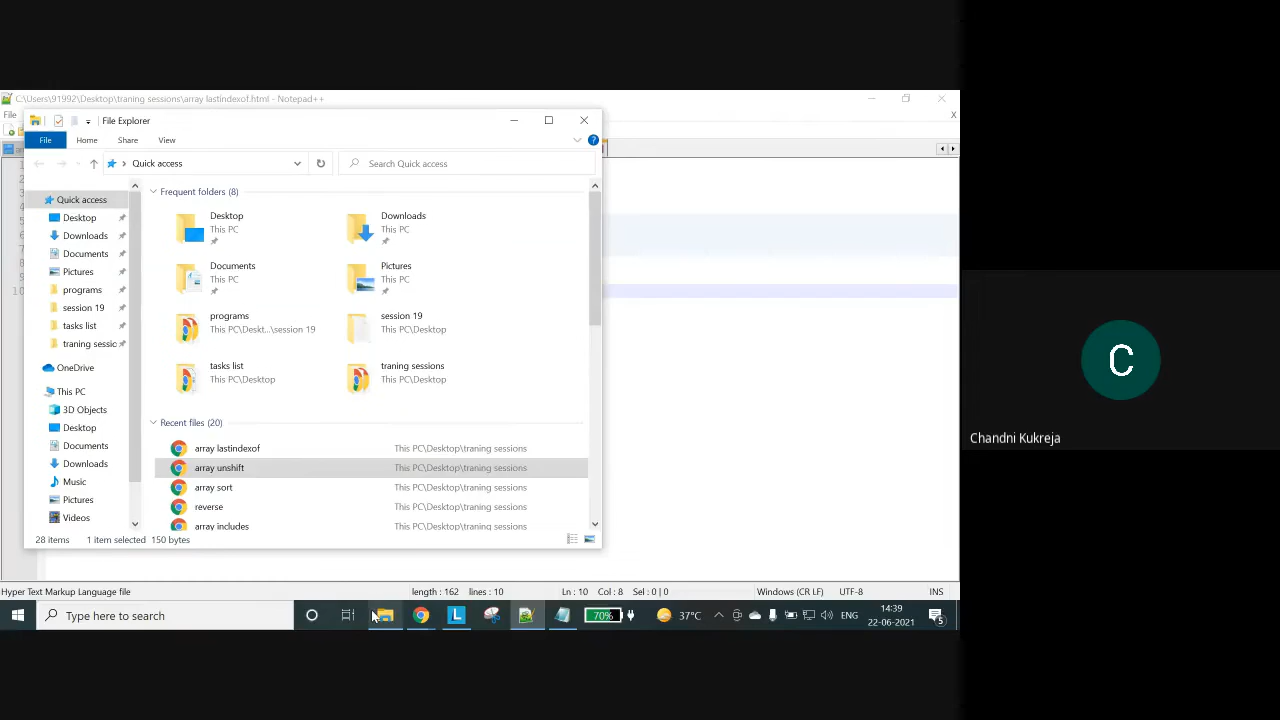 C:\Users\91992\Desktop\traning sessions\array lastindexof.html - Notepad++
File
X
File Explorer
File
Home
Share
View
Quick access
Search Quick access
Quick access
Desktop
Downloads
Documents
Pictures
programs
session 19
tasks list
traning sessic
OneDrive
This PC
3D Objects
Desktop
Documents
Downloads
Music
Pictures
Videos
Frequent folders (8)
Desktop
This PC
Downloads
This PC
Documents
This PC
Pictures
This PC
programs
This PC\Deskt...\session 19
session 19
This PC\Desktop
tasks list
This PC\Desktop
traning sessions
This PC\Desktop
Recent files (20)
array lastindexof This PC\Desktop\traning sessions
array unshift This PC\Desktop\traning sessions
array sort This PC\Desktop\traning sessions
reverse This PC\Desktop\traning sessions
array includes This PC\Desktop\traning sessions
28 items 1 item selected 150 bytes
10
Hyper Text Markup Language file length : 162 lines : 10 Ln : 10 Col : 8 Sel : 0 | 0 Windows (CR LF) UTF-8 INS
Type here to search
L
70%
37°C
ENG
14:39
22-06-2021
5
C
Chandni Kukreja